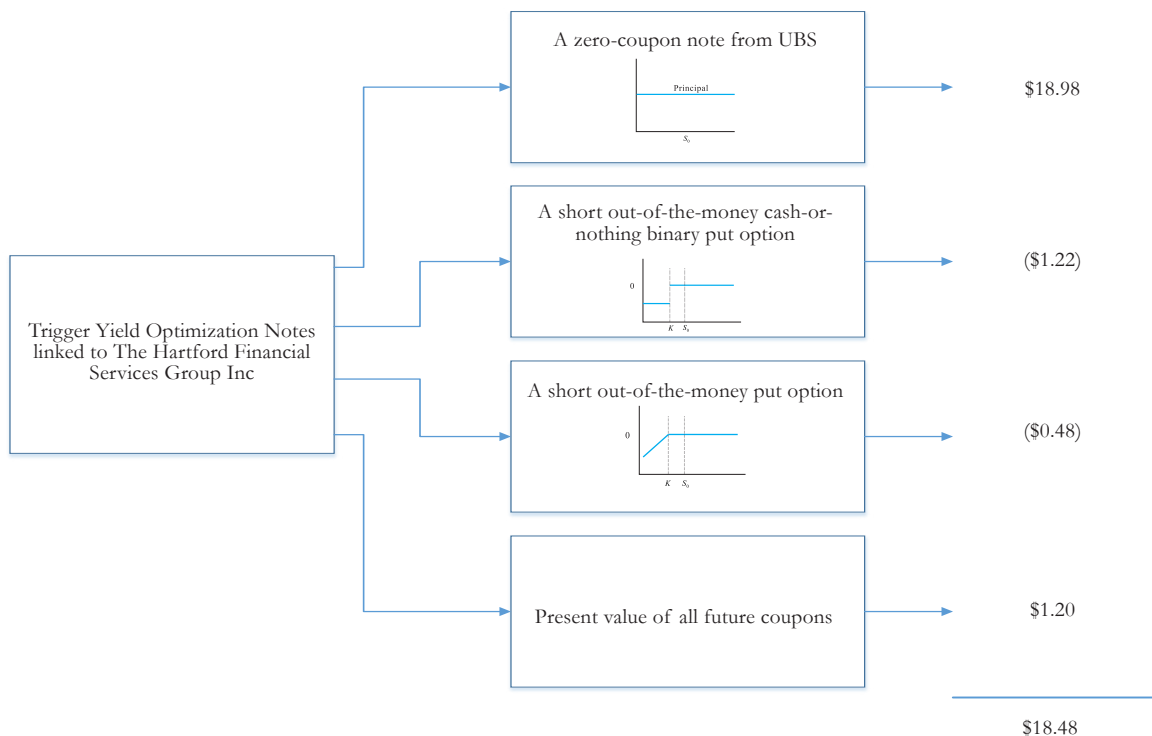 A zero-coupon note from UBS
Principal
S0
$18.98
A short out-of-the-money cash-or-
nothing binary put option
0
K S0
($1.22)
Trigger Yield Optimization Notes
linked to The Hartford Financial
Services Group Inc
A short out-of-the-money put option
0
K S0
($0.48)
Present value of all future coupons
$1.20
$18.48